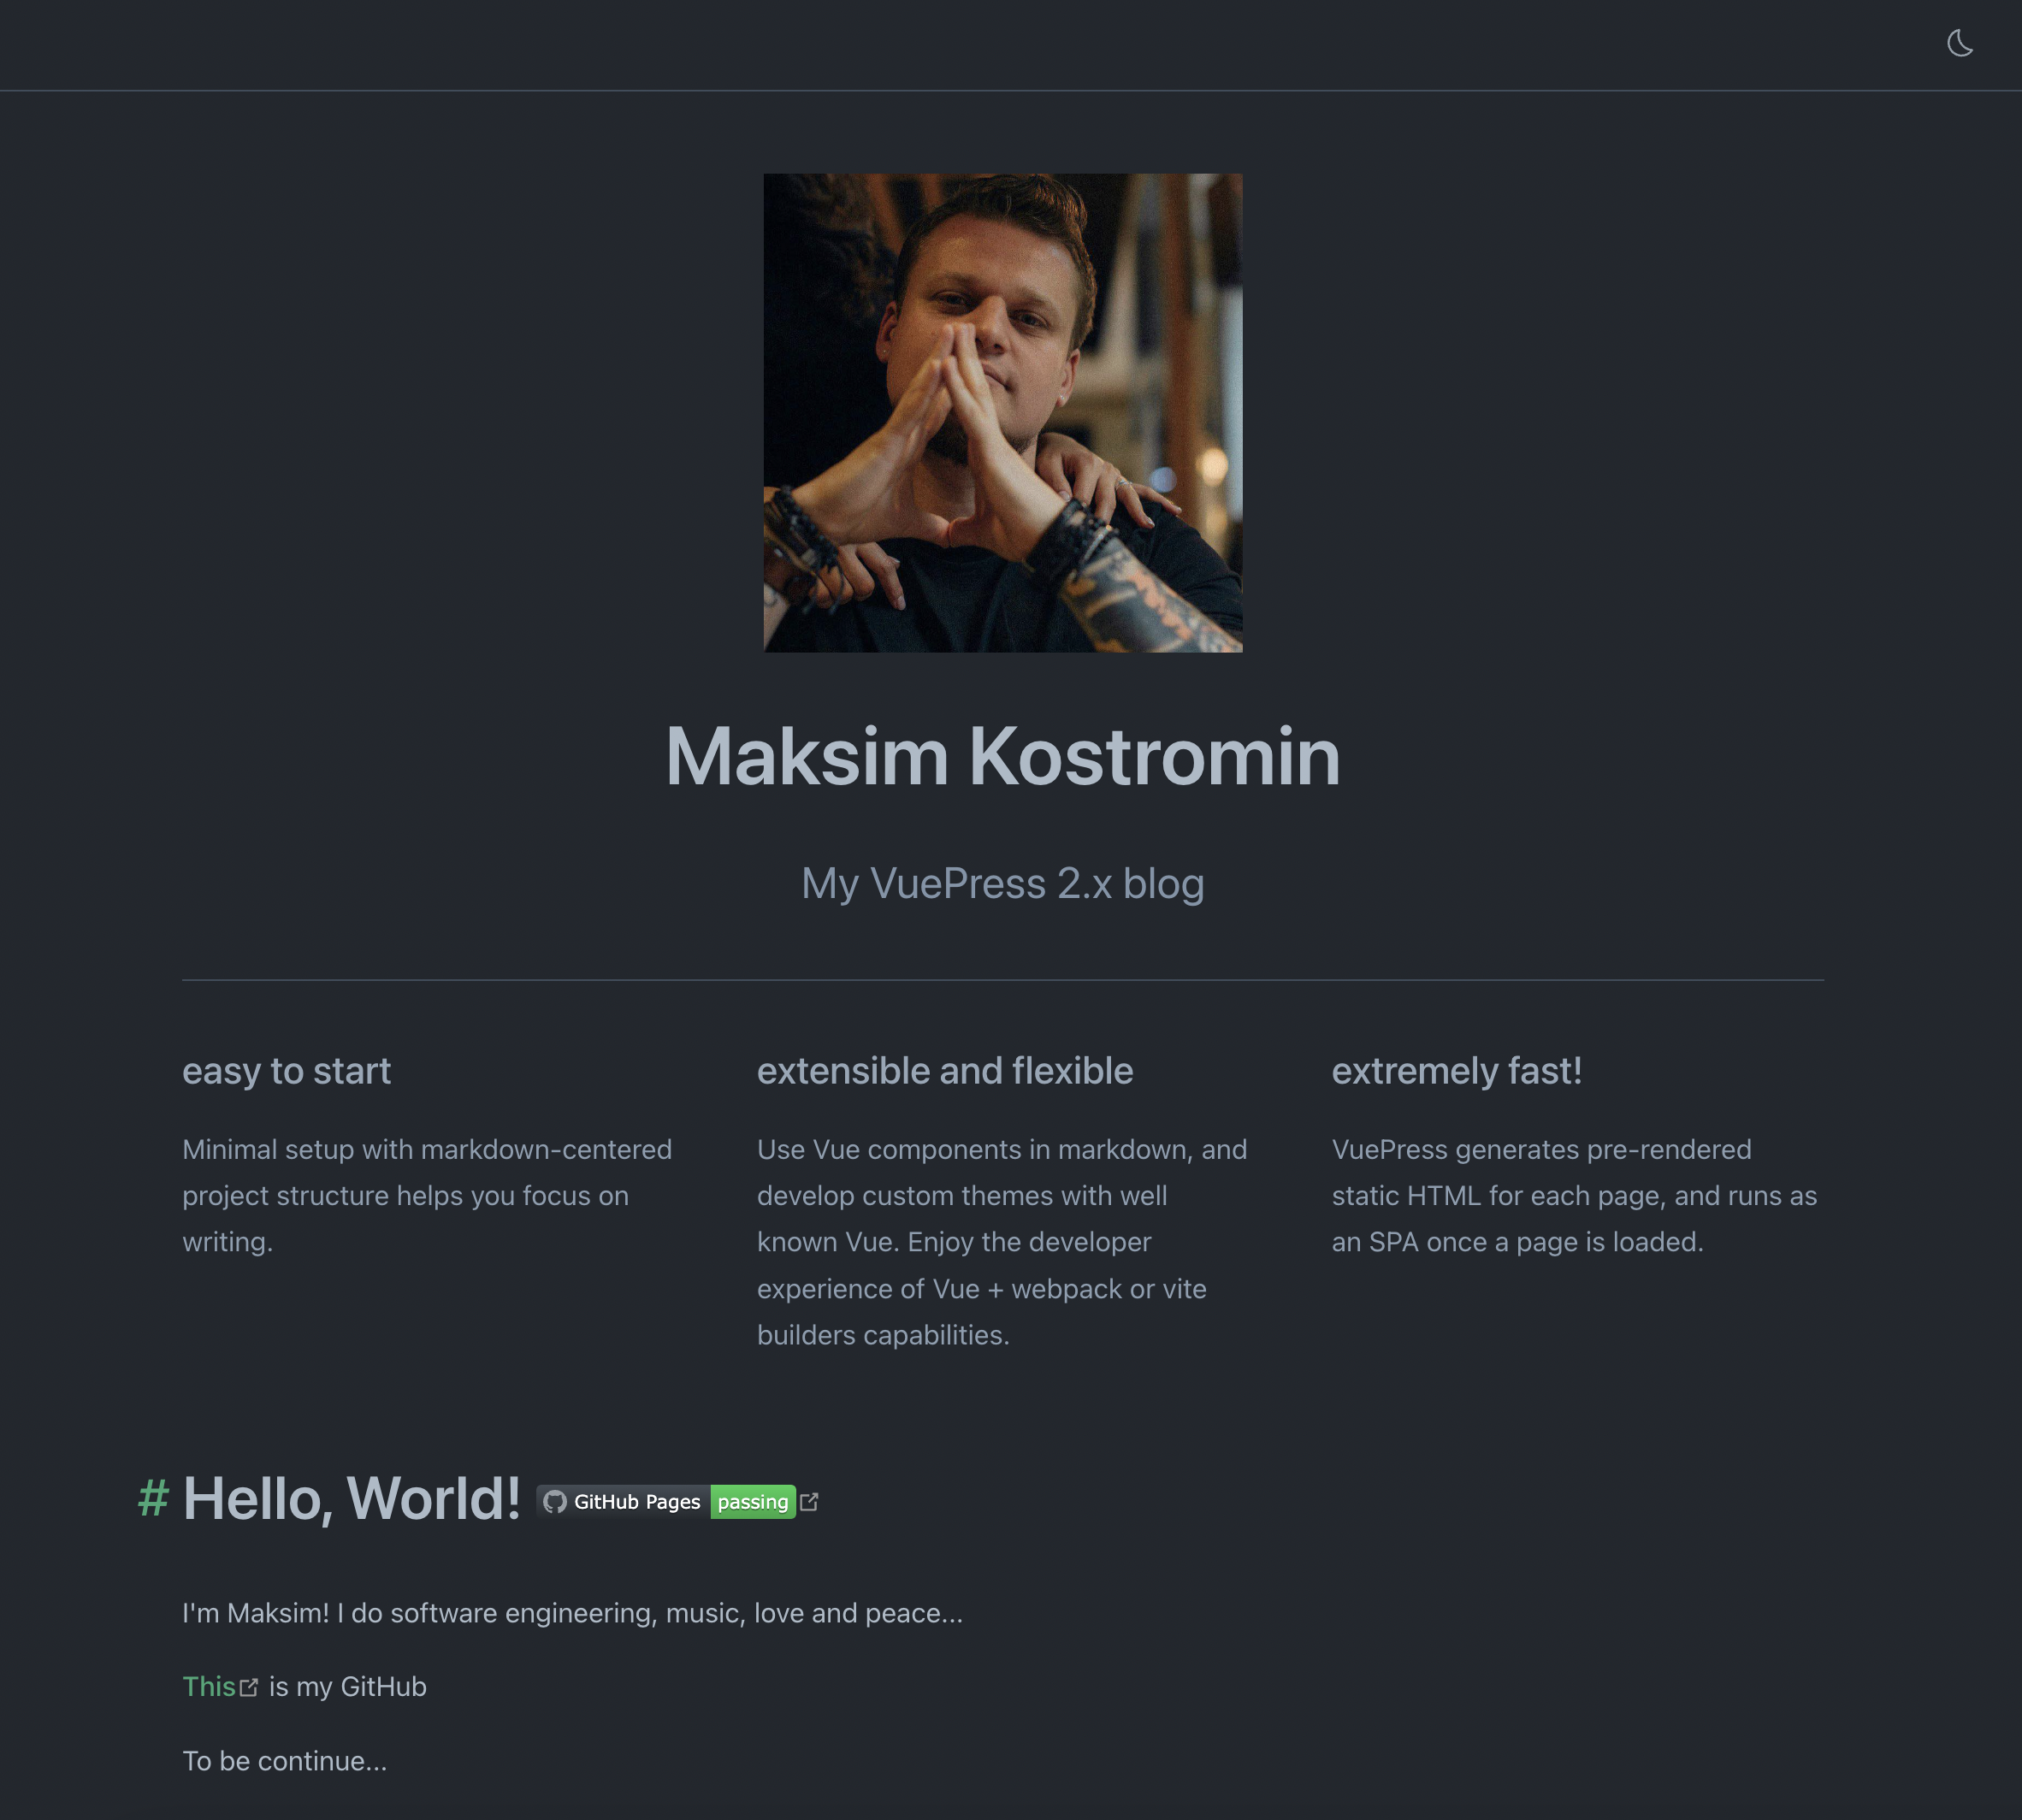 Maksim Kostromin
My VuePress 2.x blog
easy to start
Minimal setup with markdown-centered
project structure helps you focus on
writing.
extensible and flexible
Use Vue components in markdown, and
develop custom themes with well
known Vue. Enjoy the developer
experience of Vue + webpack or vite
builders capabilities.
extremely fast!
VuePress generates pre-rendered
static HTML for each page, and runs as
an SPA once a page is loaded.
# Hello, World! GitHub Pages passing
I'm Maksim! I do software engineering, music, love and peace...
This is my GitHub
To be continue...